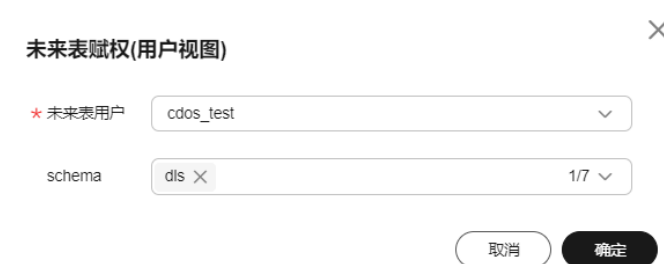 未来表赋权(用户视图)
* 未来表用户 cdos_test
schema dls 1/7
取消 确定